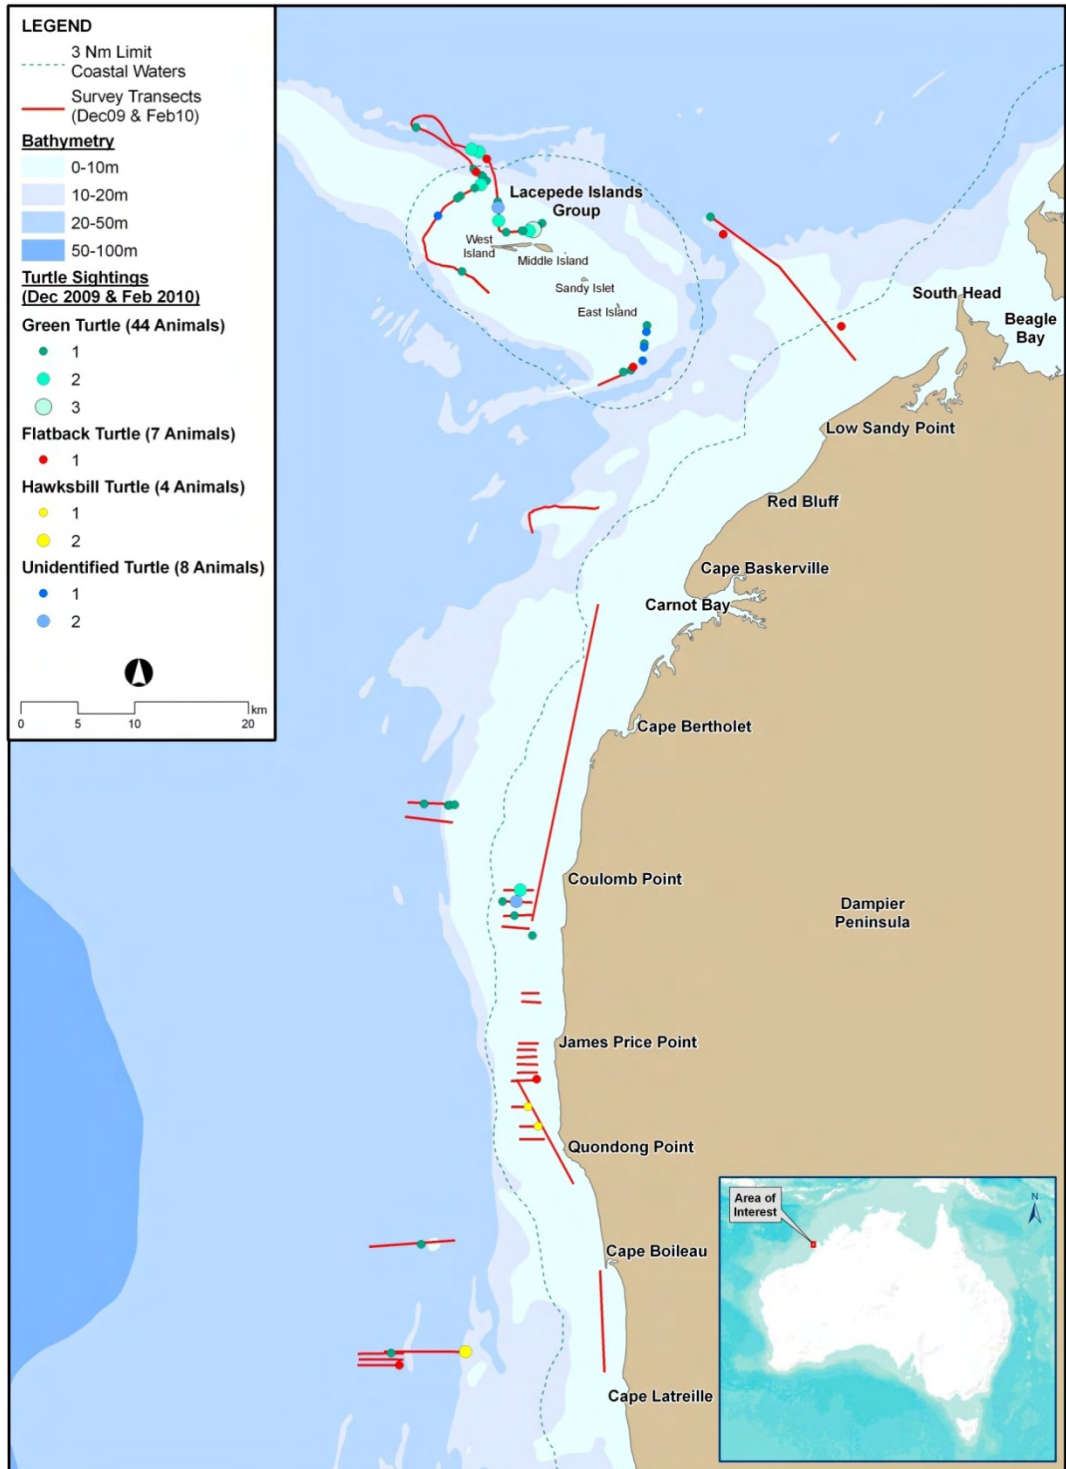 LEGEND
3 Nm Limit
Coastal Waters
Survey Transects
(Dec09 & Feb10)
Bathymetry
0-10m
10-20m
20-50m
50-100m
Turtle Sightings
(Dec 2009 & Feb 2010)
Green Turtle (44 Animals)
1
2
3
Flatback Turtle (7 Animals)
1
Hawksbill Turtle (4 Animals)
1
2
Unidentified Turtle (8 Animals)
1
2
km
0 5 10 20
Lacepede Islands
Group
West
Island
Middle Island
Sandy Islet
East Island
South Head
Beagle
Bay
Low Sandy Point
Red Bluff
Cape Baskerville
Carnot Bay
Cape Bertholet
Coulomb Point
Dampier
Peninsula
James Price Point
Quondong Point
Cape Boileau
Cape Latreille
Area of
Interest
N